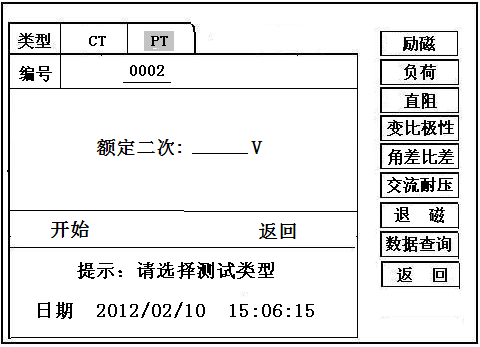 类型 CT PT
编号 0002
额定二次: ______V
开始 返回
提示：请选择测试类型
日期 2012/02/10 15:06:15
励磁
负荷
直阻
变比极性
角差比差
交流耐压
退 磁
数据查询
返 回